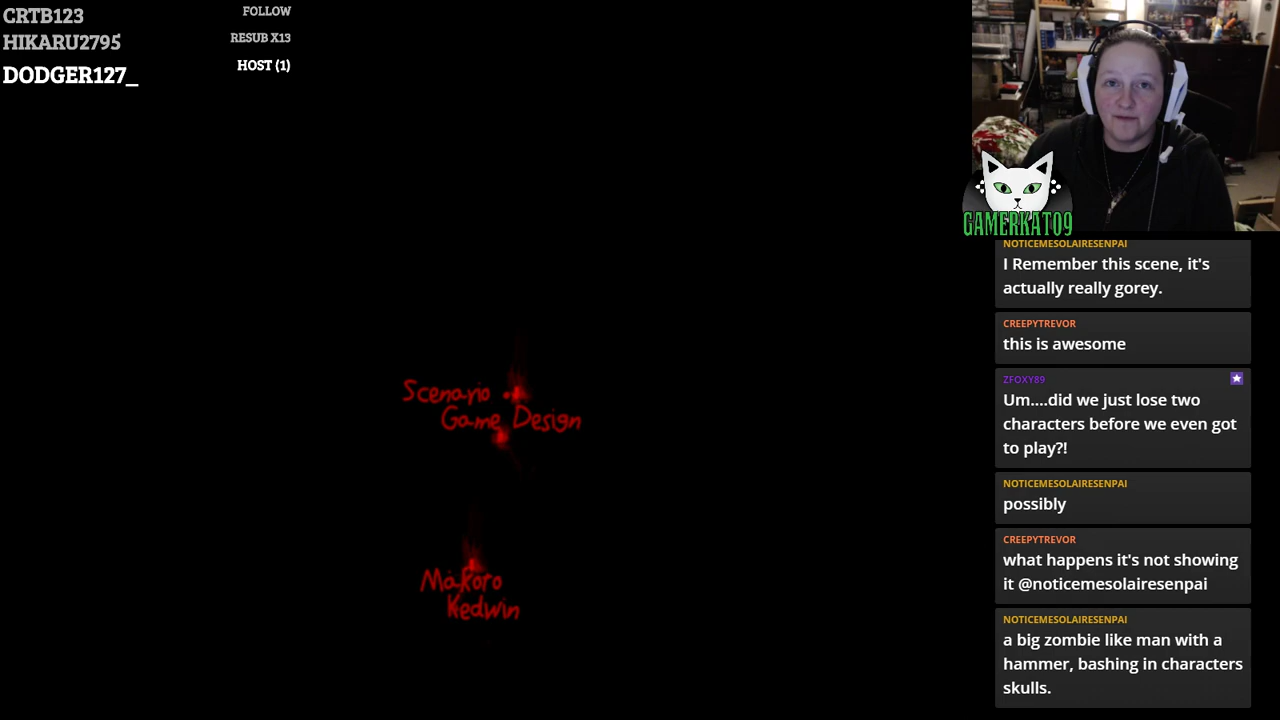 CRTB123
FOLLOW
HIKARU2795
RESUB X13
DODGER127_
HOST (1)
GAMERKAT09
Scenario
Game Design
Makoro
Kedwin
NOTICEMESOLAIRESENPAI
I Remember this scene, it's
actually really gorey.
CREEPYTREVOR
this is awesome
ZFOXY89
Um....did we just lose two
characters before we even got
to play?!
NOTICEMESOLAIRESENPAI
possibly
CREEPYTREVOR
what happens it's not showing
it @noticemesolairesenpai
NOTICEMESOLAIRESENPAI
a big zombie like man with a
hammer, bashing in characters
skulls.